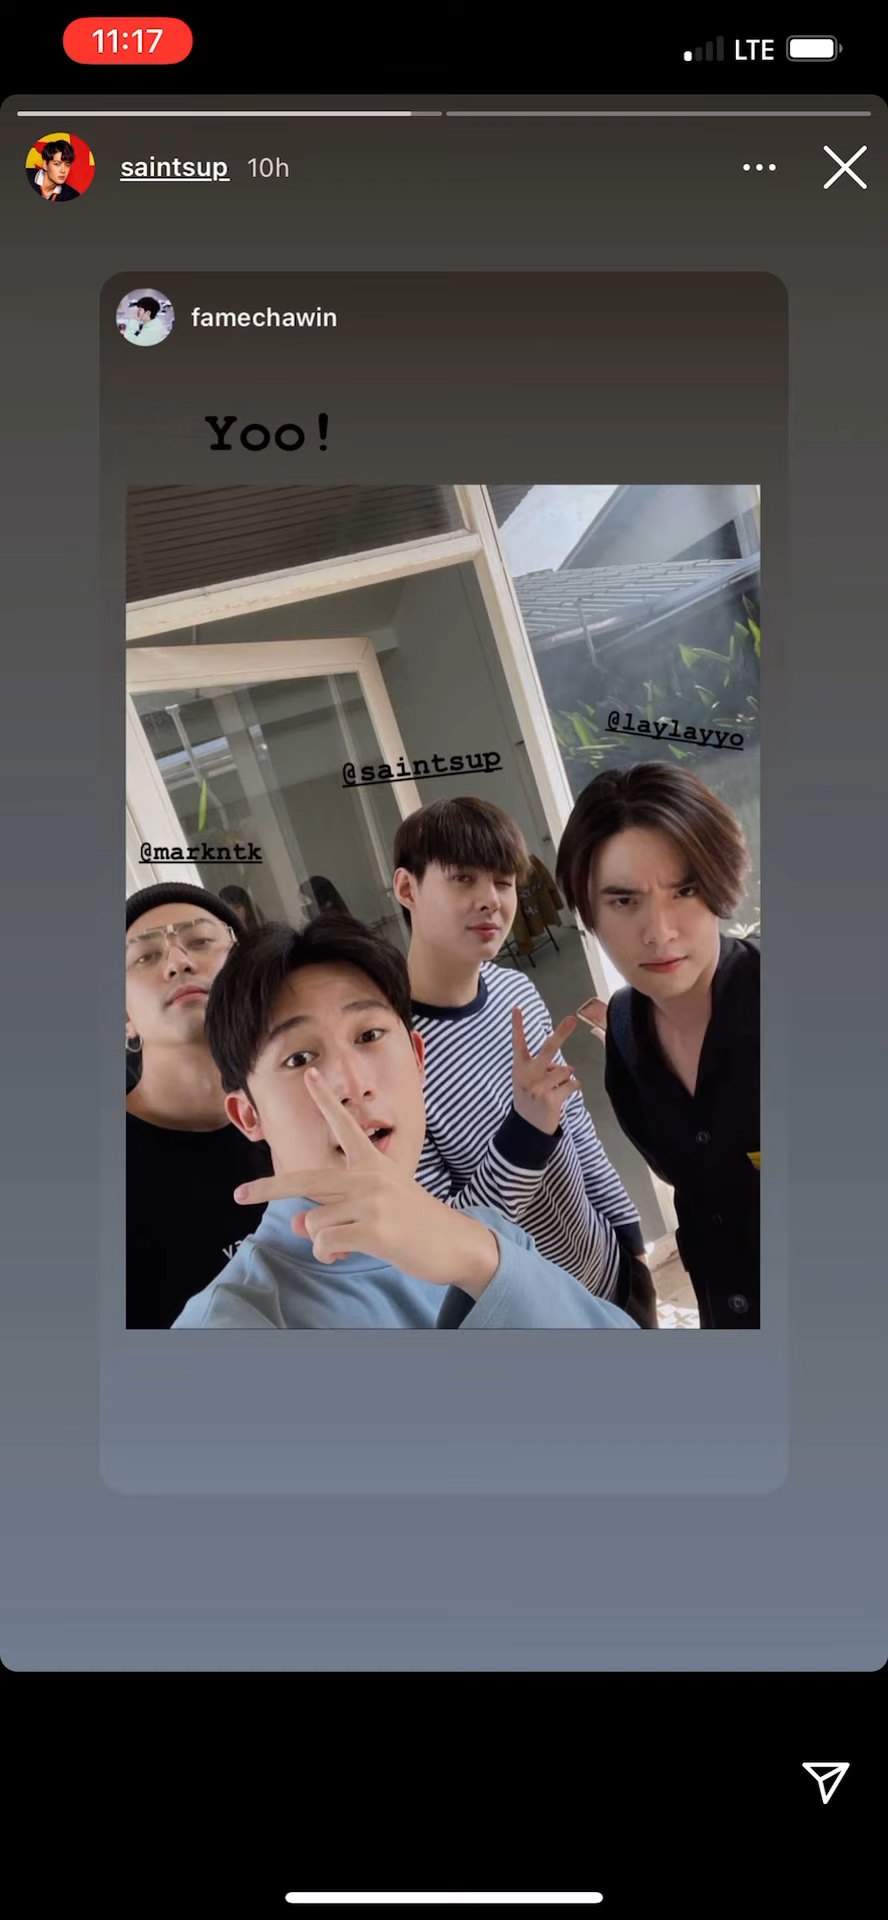 11:17
LTE
saintsup 10h
famechawin
Yoo!
@laylayyo
@saintsup
@markntk